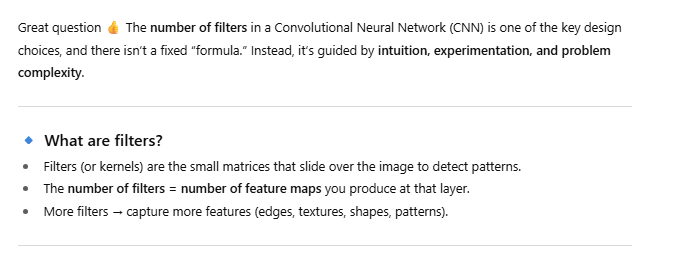 Great question 👍 The number of filters in a Convolutional Neural Network (CNN) is one of the key design
choices, and there isn't a fixed "formula." Instead, it's guided by intuition, experimentation, and problem
complexity.
🔹 What are filters?
• Filters (or kernels) are the small matrices that slide over the image to detect patterns.
• The number of filters = number of feature maps you produce at that layer.
• More filters → capture more features (edges, textures, shapes, patterns).